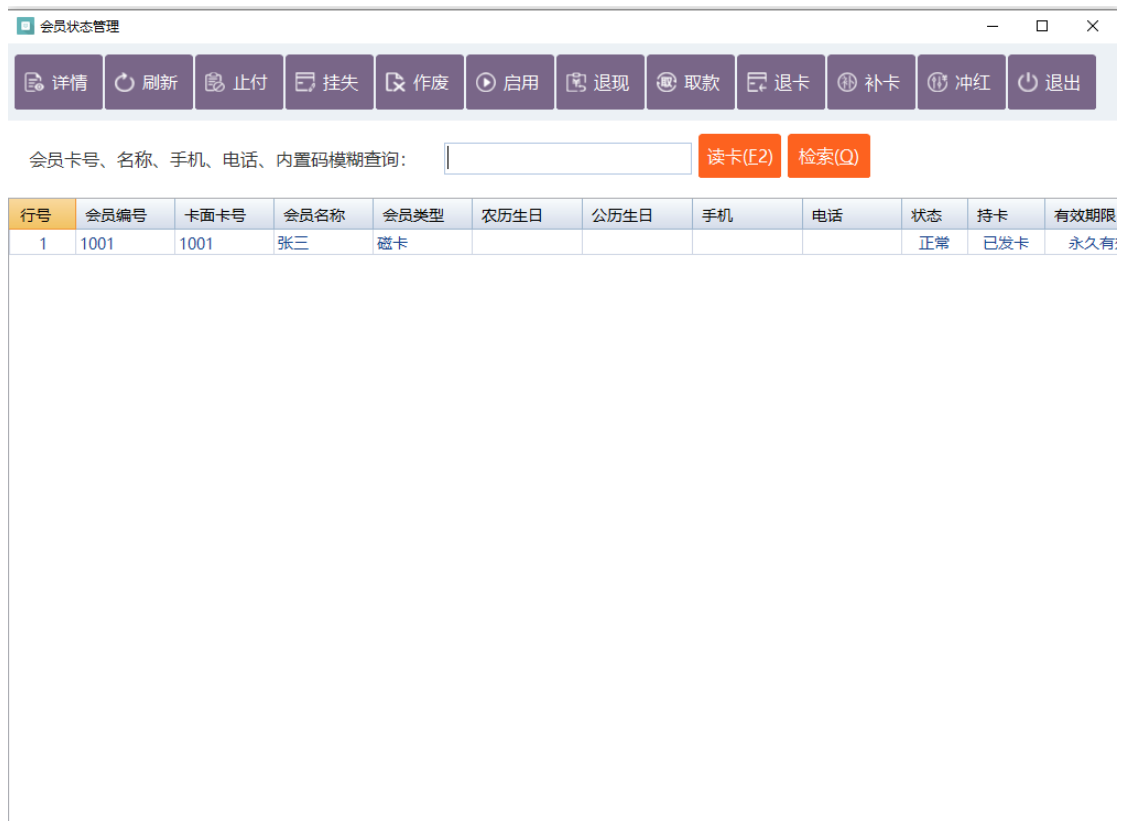 会员状态管理
详情 刷新 止付 挂失 作废 启用 退现 取款 退卡 补卡 冲红 退出
会员卡号、名称、手机、电话、内置码模糊查询： 读卡(F2) 检索(Q)
行号 会员编号 卡面卡号 会员名称 会员类型 农历生日 公历生日 手机 电话 状态 持卡 有效期限
1 1001 1001 张三 磁卡 正常 已发卡 永久有